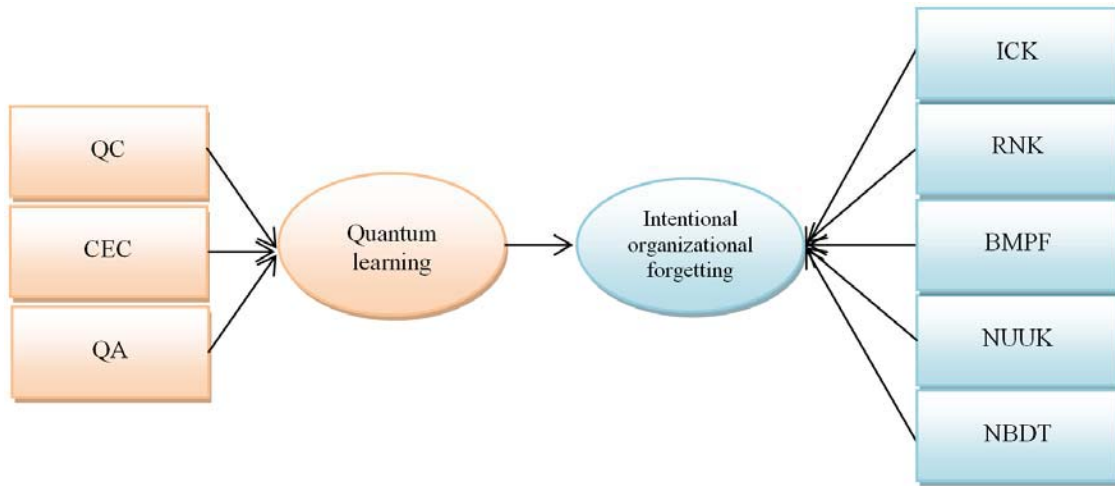 QC
CEC
QA
Quantum
learning
Intentional
organizational
forgetting
ICK
RNK
BMPF
NUUK
NBDT